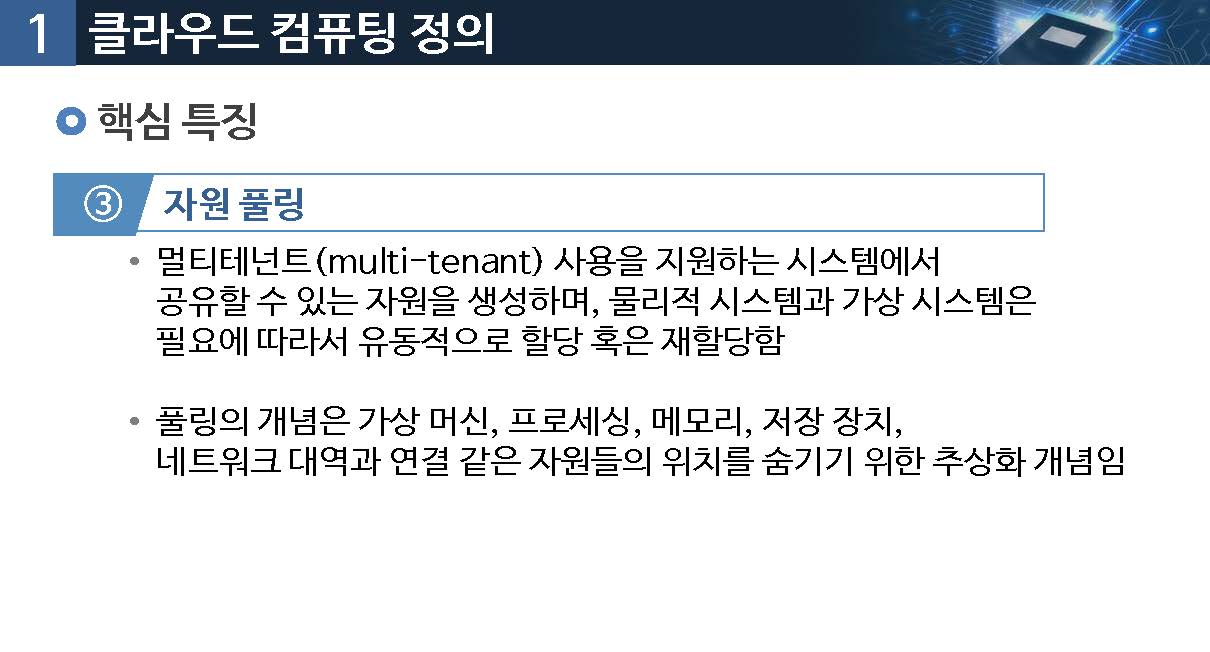 1 클라우드 컴퓨팅 정의
핵심 특징
③ 자원 풀링
• 멀티테넌트(multi-tenant) 사용을 지원하는 시스템에서
공유할 수 있는 자원을 생성하며, 물리적 시스템과 가상 시스템은
필요에 따라서 유동적으로 할당 혹은 재할당함
• 풀링의 개념은 가상 머신, 프로세싱, 메모리, 저장 장치,
네트워크 대역과 연결 같은 자원들의 위치를 숨기기 위한 추상화 개념임